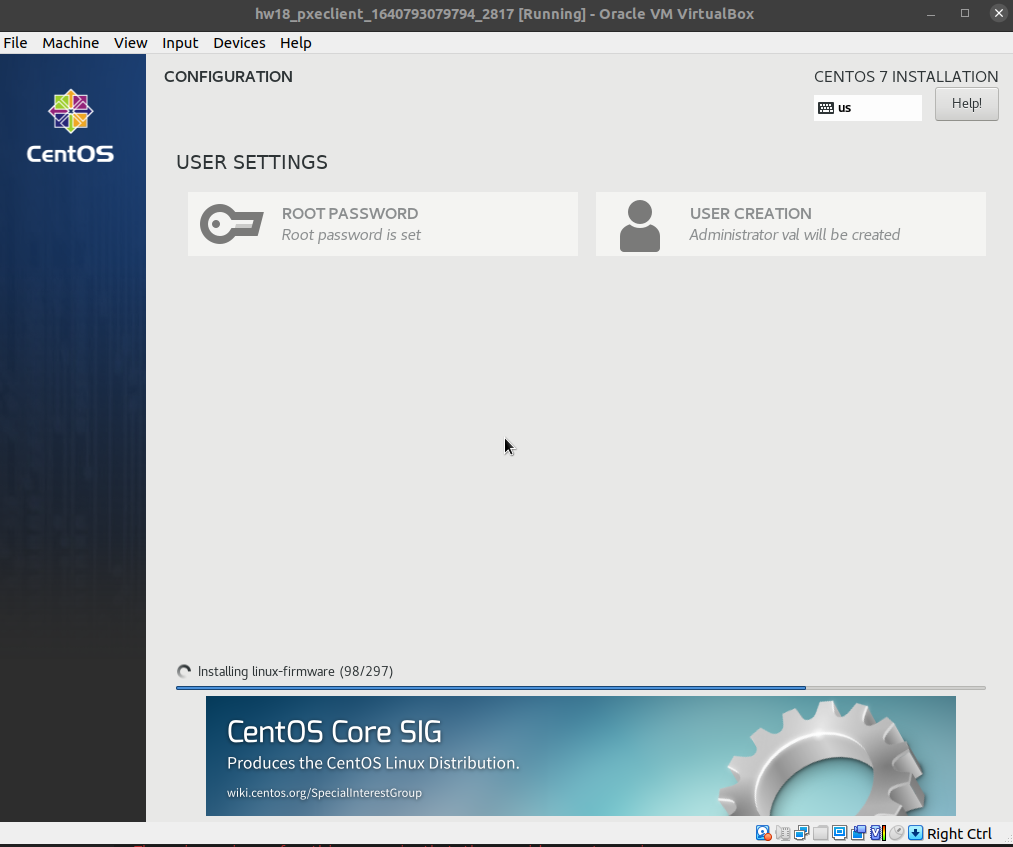 hw18_pxeclient_1640793079794_2817 [Running] - Oracle VM VirtualBox
File Machine View Input Devices Help
CentOS
CONFIGURATION
CENTOS 7 INSTALLATION
us
Help!
USER SETTINGS
ROOT PASSWORD
Root password is set
USER CREATION
Administrator val will be created
Installing linux-firmware (98/297)
CentOS Core SIG
Produces the CentOS Linux Distribution.
wiki.centos.org/SpecialInterestGroup
Right Ctrl